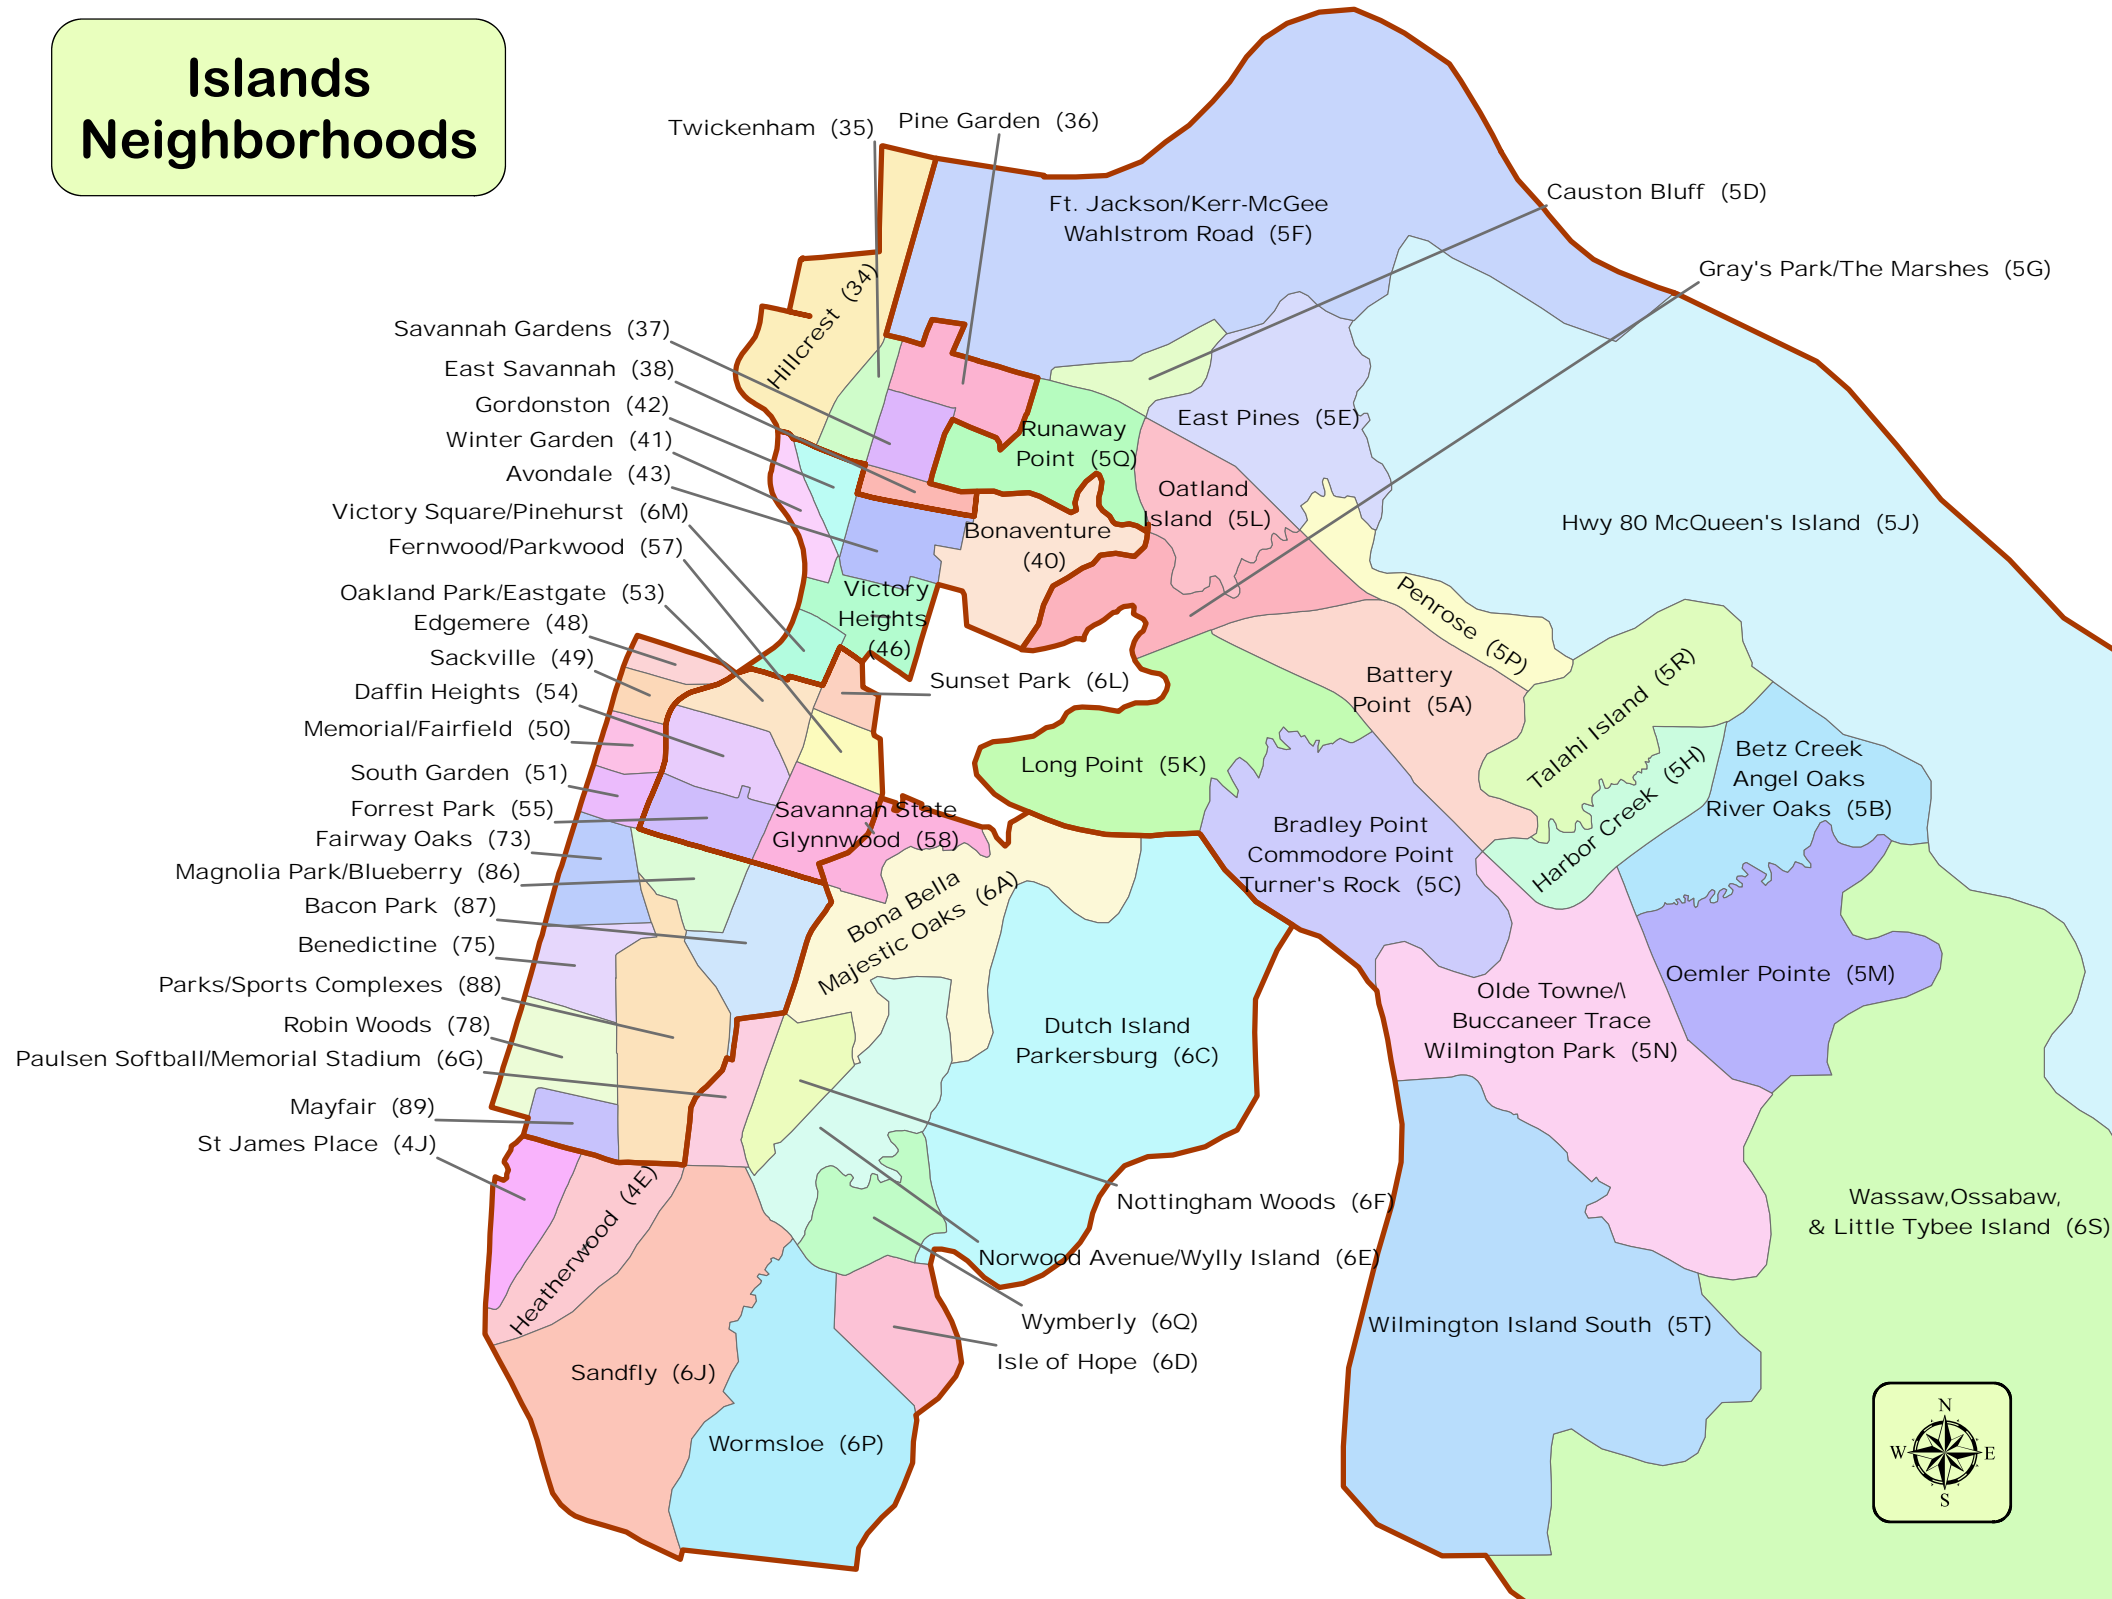 Islands
Neighborhoods
Twickenham (35)
Pine Garden (36)
Ft. Jackson/Kerr-McGee
Wahlstrom Road (5F)
Causton Bluff (5D)
Gray's Park/The Marshes (5G)
Hillcrest (34)
Savannah Gardens (37)
East Savannah (38)
Gordonston (42)
Winter Garden (41)
Avondale (43)
Victory Square/Pinehurst (6M)
Fernwood/Parkwood (57)
Oakland Park/Eastgate (53)
Edgemere (48)
Sackville (49)
Daffin Heights (54)
Memorial/Fairfield (50)
South Garden (51)
Forrest Park (55)
Fairway Oaks (73)
Magnolia Park/Blueberry (86)
Bacon Park (87)
Benedictine (75)
Parks/Sports Complexes (88)
Robin Woods (78)
Paulsen Softball/Memorial Stadium (6G)
Mayfair (89)
St James Place (4J)
East Pines (5E)
Runaway
Point (5Q)
Oatland
Island (5L)
Bonaventure
(40)
Hwy 80 McQueen's Island (5J)
Victory
Heights
(46)
Penrose (5P)
Sunset Park (6L)
Battery
Point (5A)
Talahi Island (5R)
Long Point (5K)
Harbor Creek (5H)
Betz Creek
Angel Oaks
River Oaks (5B)
Savannah State
Glynnwood (58)
Bradley Point
Commodore Point
Turner's Rock (5C)
Bona Bella
Majestic Oaks (6A)
Oemler Pointe (5M)
Olde Towne/\
Buccaneer Trace
Wilmington Park (5N)
Dutch Island
Parkersburg (6C)
Heatherwood (4E)
Nottingham Woods (6F)
Wassaw,Ossabaw,
& Little Tybee Island (6S)
Norwood Avenue/Wylly Island (6E)
Wymberly (6Q)
Isle of Hope (6D)
Wilmington Island South (5T)
Sandfly (6J)
Wormsloe (6P)
N
W E
S